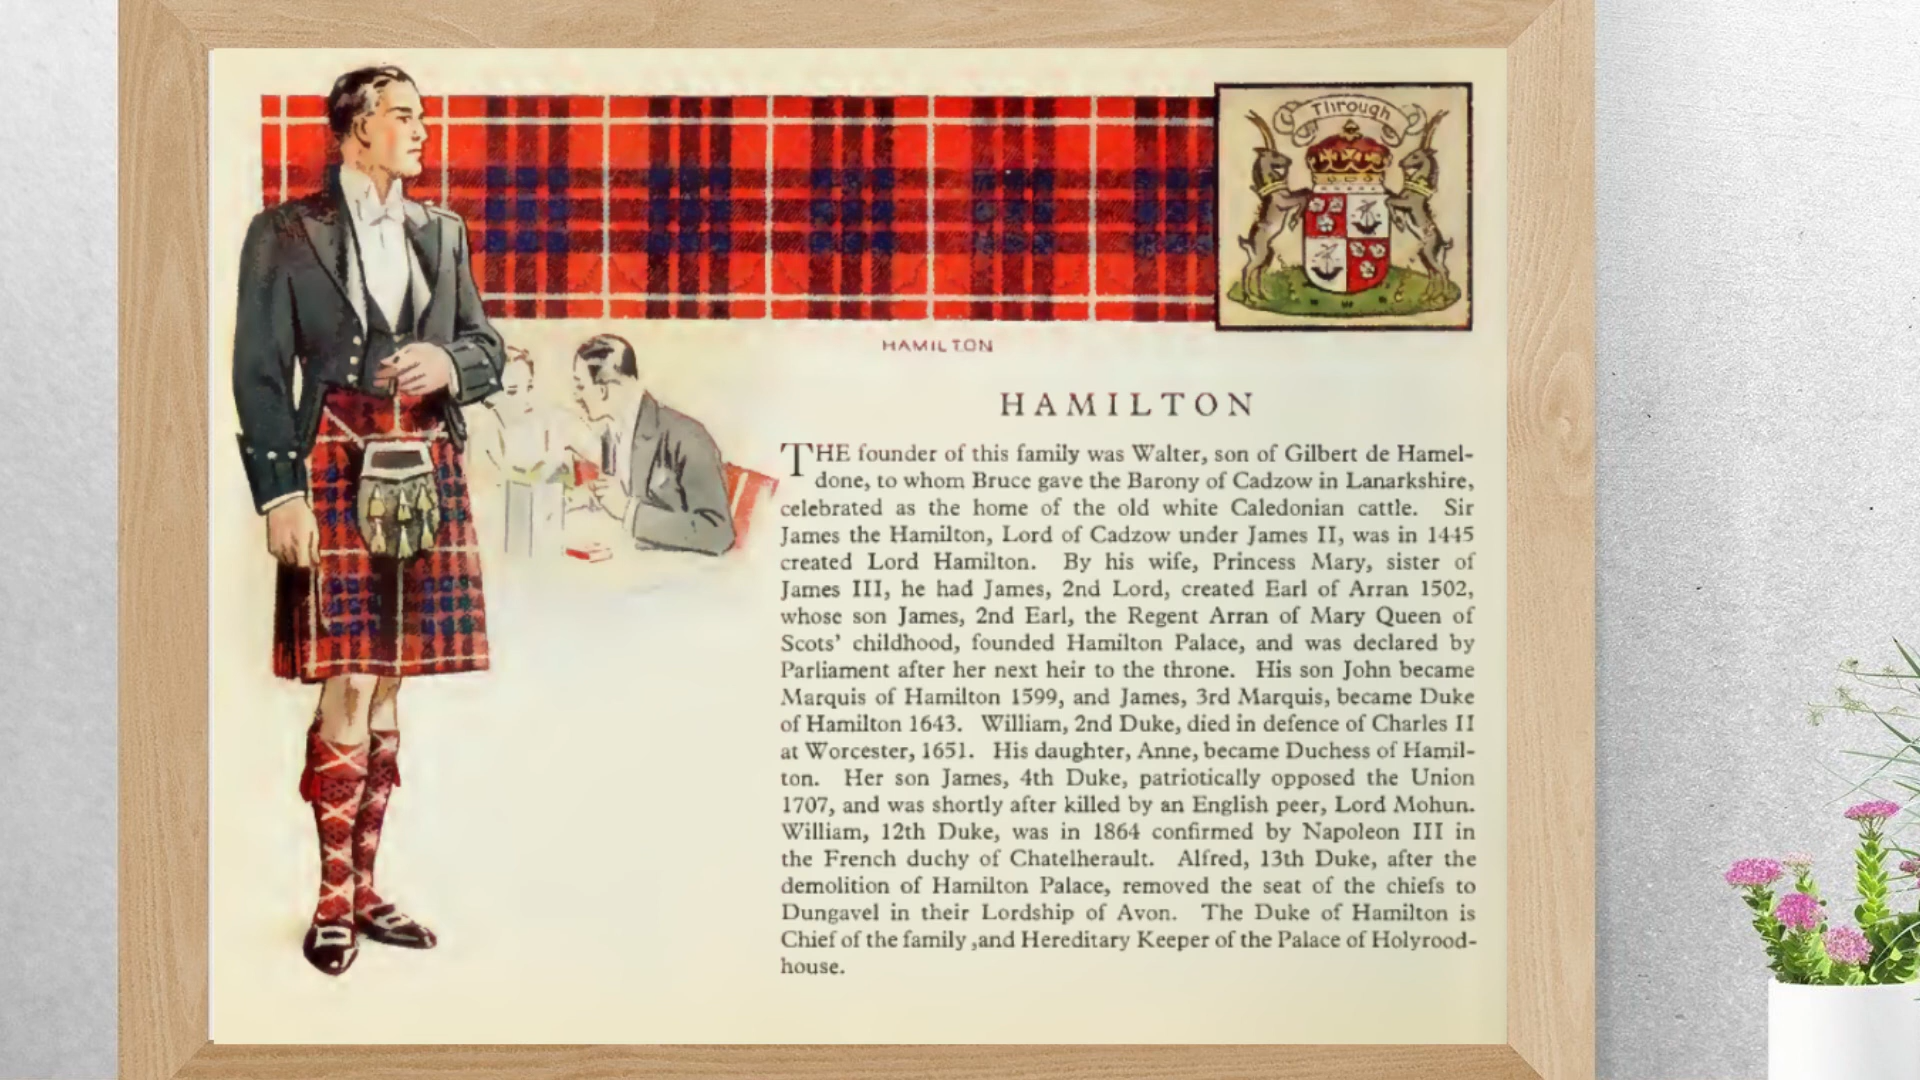 Through
HAMILTON
HAMILTON
THE founder of this family was Walter, son of Gilbert de Hamel-
done, to whom Bruce gave the Barony of Cadzow in Lanarkshire,
celebrated as the home of the old white Caledonian cattle. Sir
James the Hamilton, Lord of Cadzow under James II, was in 1445
created Lord Hamilton. By his wife, Princess Mary, sister of
James III, he had James, 2nd Lord, created Earl of Arran 1502,
whose son James, 2nd Earl, the Regent Arran of Mary Queen of
Scots’ childhood, founded Hamilton Palace, and was declared by
Parliament after her next heir to the throne. His son John became
Marquis of Hamilton 1599, and James, 3rd Marquis, became Duke
of Hamilton 1643. William, 2nd Duke, died in defence of Charles II
at Worcester, 1651. His daughter, Anne, became Duchess of Hamil-
ton. Her son James, 4th Duke, patriotically opposed the Union
1707, and was shortly after killed by an English peer, Lord Mohun.
William, 12th Duke, was in 1864 confirmed by Napoleon III in
the French duchy of Chatelherault. Alfred, 13th Duke, after the
demolition of Hamilton Palace, removed the seat of the chiefs to
Dungavel in their Lordship of Avon. The Duke of Hamilton is
Chief of the family ,and Hereditary Keeper of the Palace of Holyrood-
house.